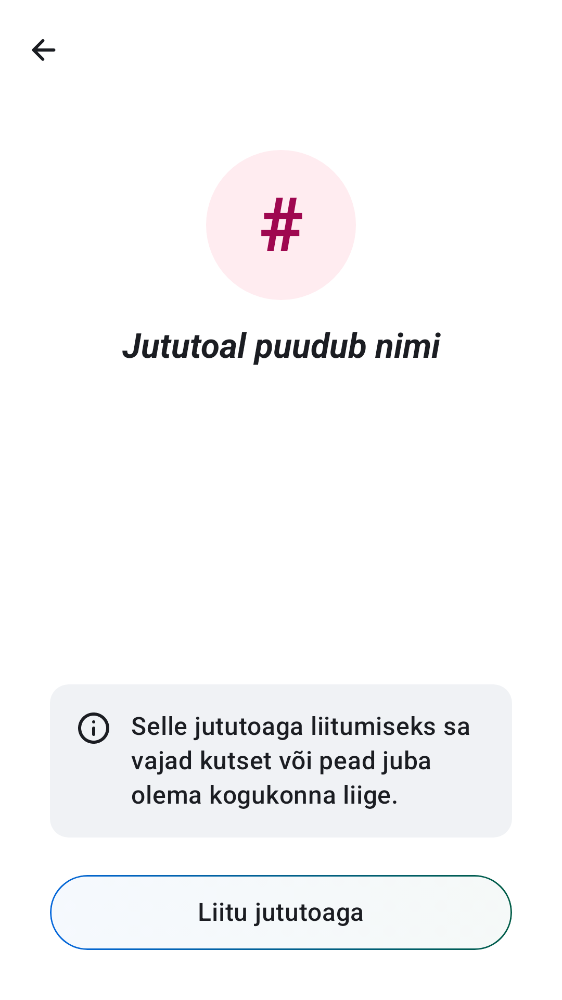 #
Jututoal puudub nimi
Selle jututoaga liitumiseks sa
vajad kutset või pead juba
olema kogukonna liige.
Liitu jututoaga